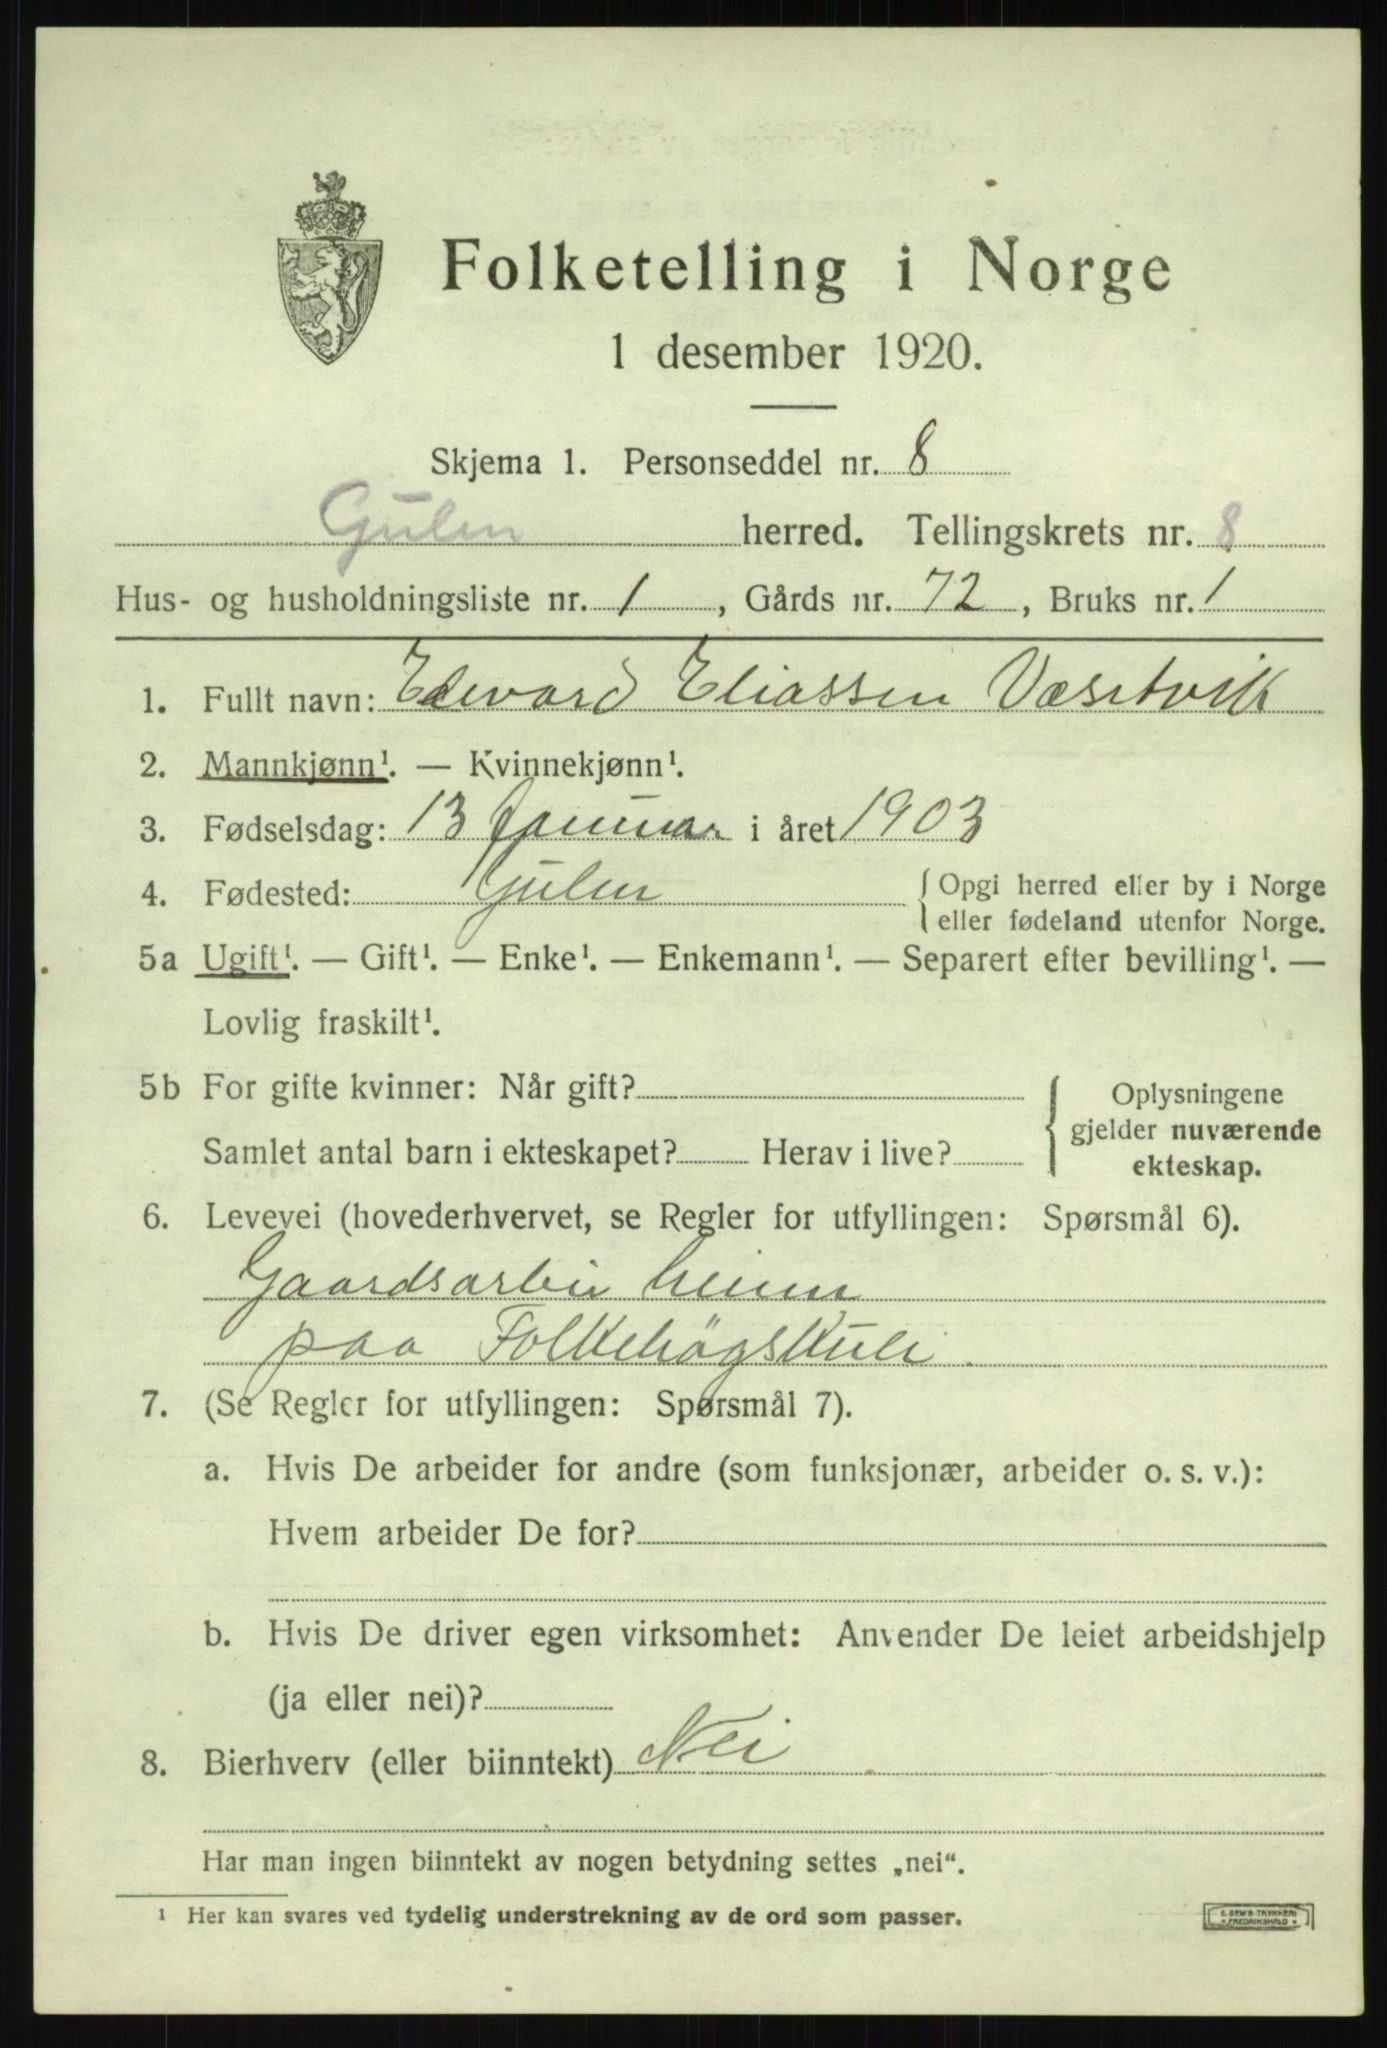 Folketelling i Norge
1 desember 1920.
Skjema 1. Personseddel nr. 8
Gulen herred. Tellingskrets nr. 8
Hus- og husholdningsliste nr. 1, Gårds nr. 72, Bruks nr. 1
1. Fullt navn: Edvard Eliassen Væsetvik
2. Mannkjønn¹. — Kvinnekjønn¹.
3. Fødselsdag: 13 Januar i året 1903
4. Fødested: Gulen { Opgi herred eller by i Norge
eller fødeland utenfor Norge.
5a Ugift¹. — Gift¹. — Enke¹. — Enkemann¹. — Separert efter bevilling¹. —
Lovlig fraskilt¹.
5b For gifte kvinner: Når gift?
Samlet antal barn i ekteskapet? Herav i live?
{ Oplysningene
gjelder nuværende
ekteskap.
6. Levevei (hovederhvervet, se Regler for utfyllingen: Spørsmål 6).
Gaardsarbei heime
paa Folkehøgskule
7. (Se Regler for utfyllingen: Spørsmål 7).
a. Hvis De arbeider for andre (som funksjonær, arbeider o. s. v.):
Hvem arbeider De for?
b. Hvis De driver egen virksomhet: Anvender De leiet arbeidshjelp
(ja eller nei)?
8. Bierhverv (eller biinntekt) Nei
Har man ingen biinntekt av nogen betydning settes „nei“.
¹ Her kan svares ved tydelig understrekning av de ord som passer.
E. SEM'S TRYKKERI
FREDRIKSHALD